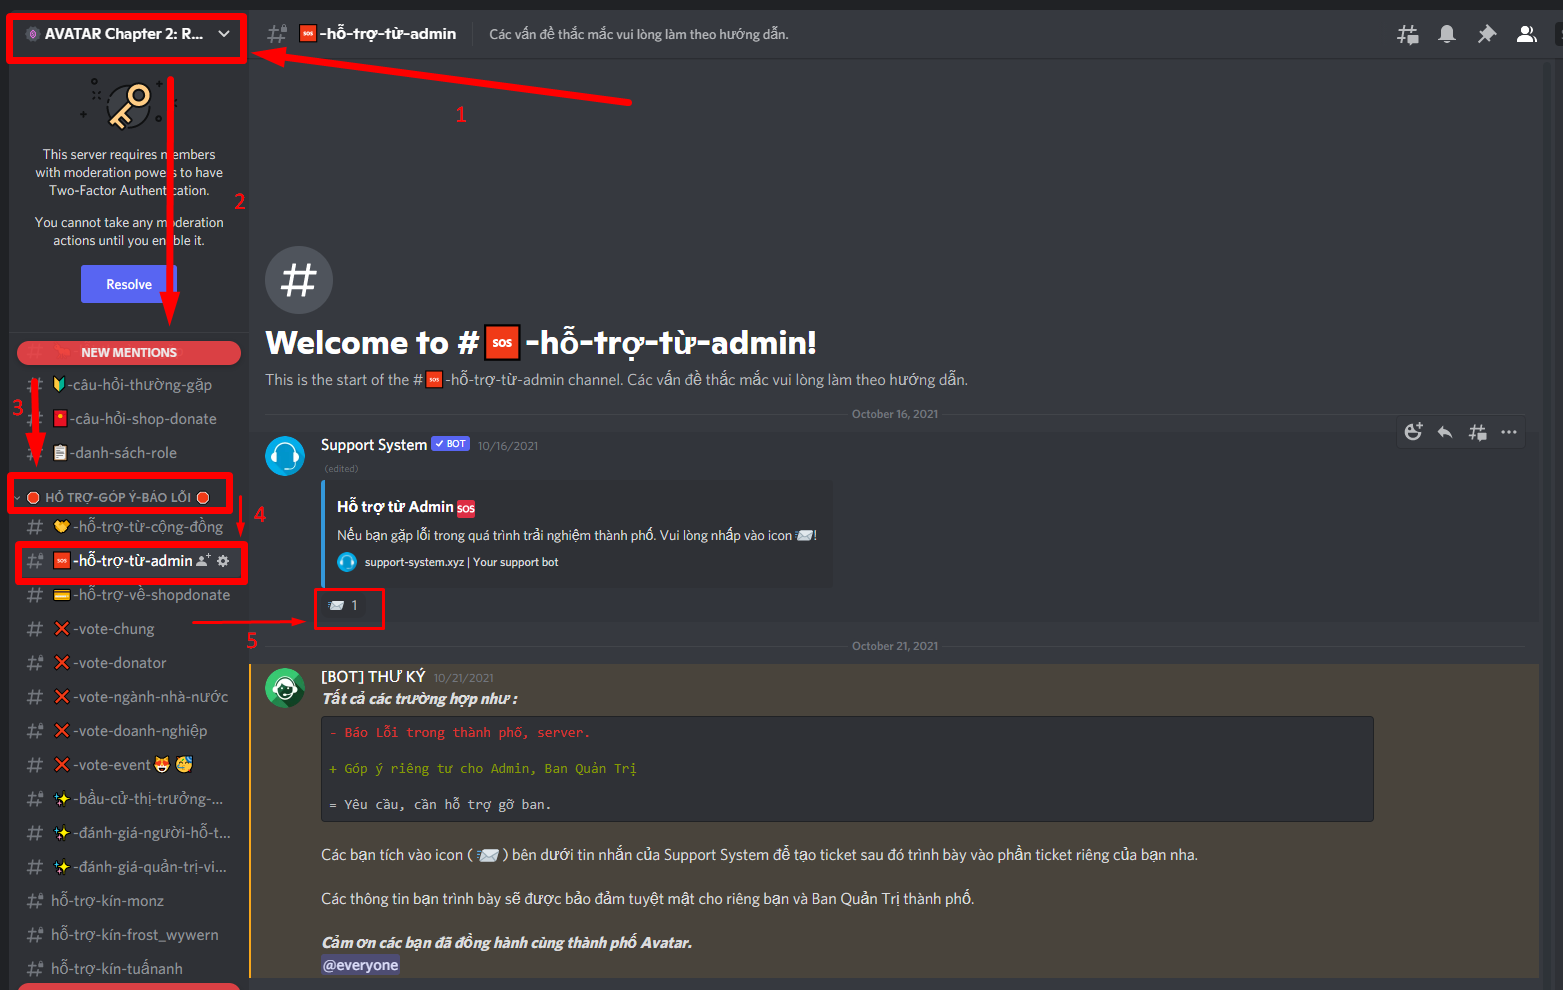 AVATAR Chapter 2: R...
-hỗ-trợ-từ-admin
Các vấn đề thắc mắc vui lòng làm theo hướng dẫn.
1
This server requires members
with moderation powers to have
Two-Factor Authentication.
2
You cannot take any moderation
actions until you enable it.
Resolve
NEW MENTIONS
-câu-hỏi-thường-gặp
3
-câu-hỏi-shop-donate
-danh-sách-role
HỖ TRỢ-GÓP Ý-BÁO LỖI
4
-hỗ-trợ-từ-cộng-đồng
-hỗ-trợ-từ-admin
-hỗ-trợ-về-shopdonate
-vote-chung
5
-vote-donator
-vote-ngành-nhà-nước
-vote-doanh-nghiệp
-vote-event
-bầu-cử-thị-trưởng-...
-đánh-giá-người-hỗ-t...
-đánh-giá-quản-trị-vi...
hỗ-trợ-kín-monz
hỗ-trợ-kín-frost_wywern
hỗ-trợ-kín-tuấnanh
Welcome to #🆘-hỗ-trợ-từ-admin!
This is the start of the #🆘-hỗ-trợ-từ-admin channel. Các vấn đề thắc mắc vui lòng làm theo hướng dẫn.
October 16, 2021
Support System ✓ BOT 10/16/2021
(edited)
Hỗ trợ từ Admin 🆘
Nếu bạn gặp lỗi trong quá trình trải nghiệm thành phố. Vui lòng nhấp vào icon 📨!
support-system.xyz | Your support bot
📨 1
October 21, 2021
[BOT] THƯ KÝ 10/21/2021
Tất cả các trường hợp như :
- Báo Lỗi trong thành phố, server.
+ Góp ý riêng tư cho Admin, Ban Quản Trị
= Yêu cầu, cần hỗ trợ gỡ ban.
Các bạn tích vào icon ( 📨 ) bên dưới tin nhắn của Support System để tạo ticket sau đó trình bày vào phần ticket riêng của bạn nha.
Các thông tin bạn trình bày sẽ được bảo đảm tuyệt mật cho riêng bạn và Ban Quản Trị thành phố.
Cảm ơn các bạn đã đồng hành cùng thành phố Avatar.
@everyone